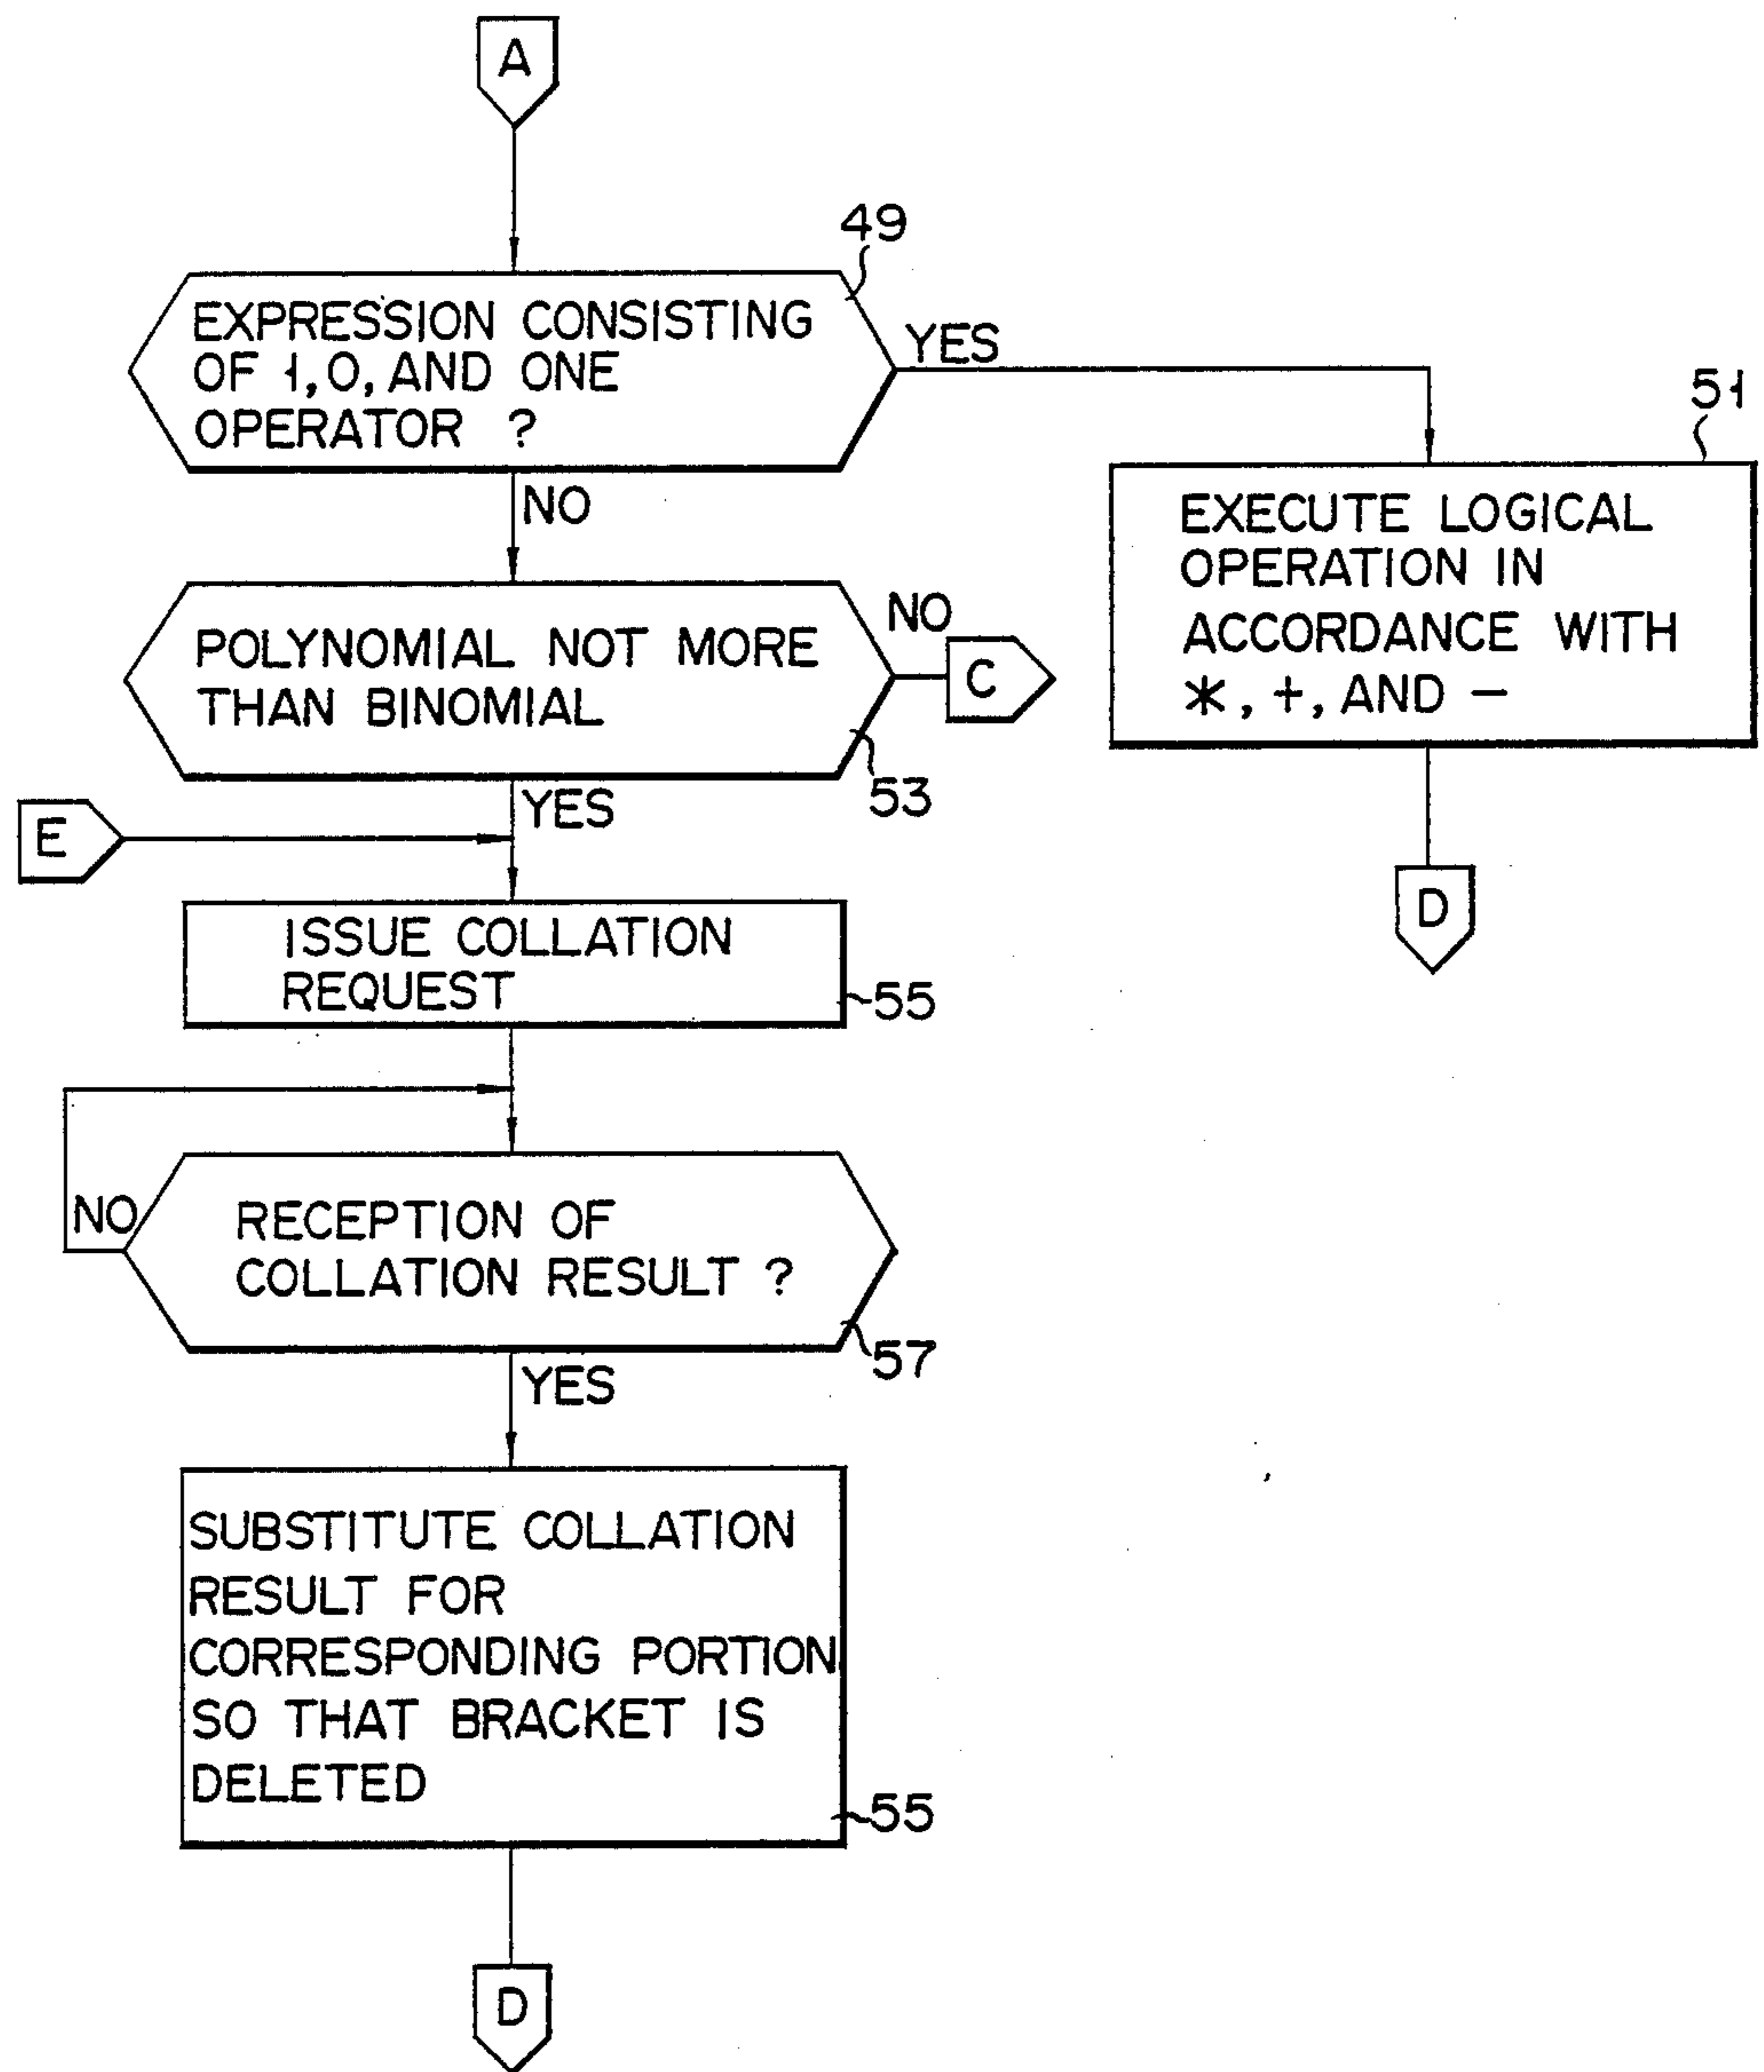 A
49
EXPRESSION CONSISTING
OF 1, 0, AND ONE
OPERATOR ?
YES
NO
51
EXECUTE LOGICAL
OPERATION IN
ACCORDANCE WITH
*, +, AND −
D
POLYNOMIAL NOT MORE
THAN BINOMIAL
NO
C
53
YES
E
ISSUE COLLATION
REQUEST
55
NO
RECEPTION OF
COLLATION RESULT ?
57
YES
SUBSTITUTE COLLATION
RESULT FOR
CORRESPONDING PORTION
SO THAT BRACKET IS
DELETED
55
D